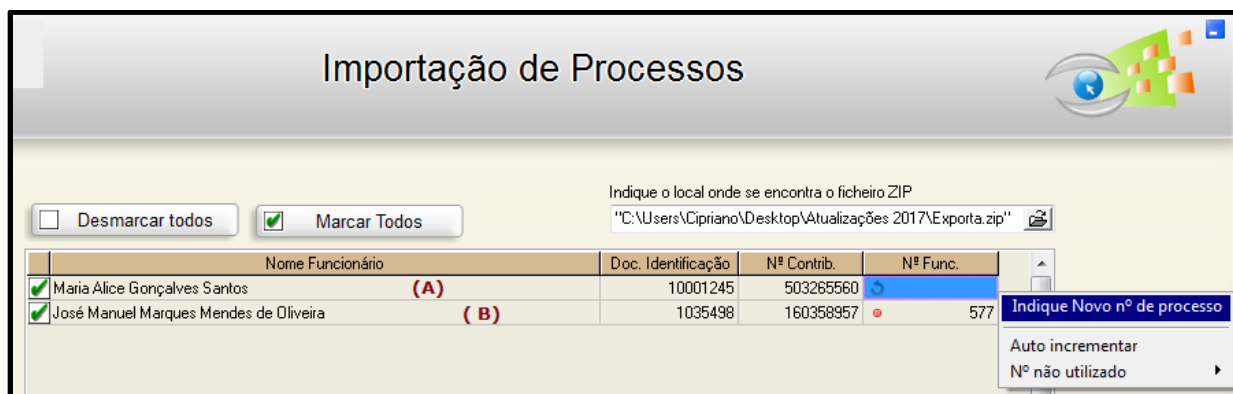 Importação de Processos
Indique o local onde se encontra o ficheiro ZIP
Desmarcar todos Marcar Todos "C:\Users\Cipriano\Desktop\Atualizações 2017\Exporta.zip"
Nome Funcionário Doc. Identificação Nº Contrib. Nº Func.
Maria Alice Gonçalves Santos (A) 10001245 503265560
José Manuel Marques Mendes de Oliveira ( B) 1035498 160358957 577
Indique Novo nº de processo
Auto incrementar
Nº não utilizado